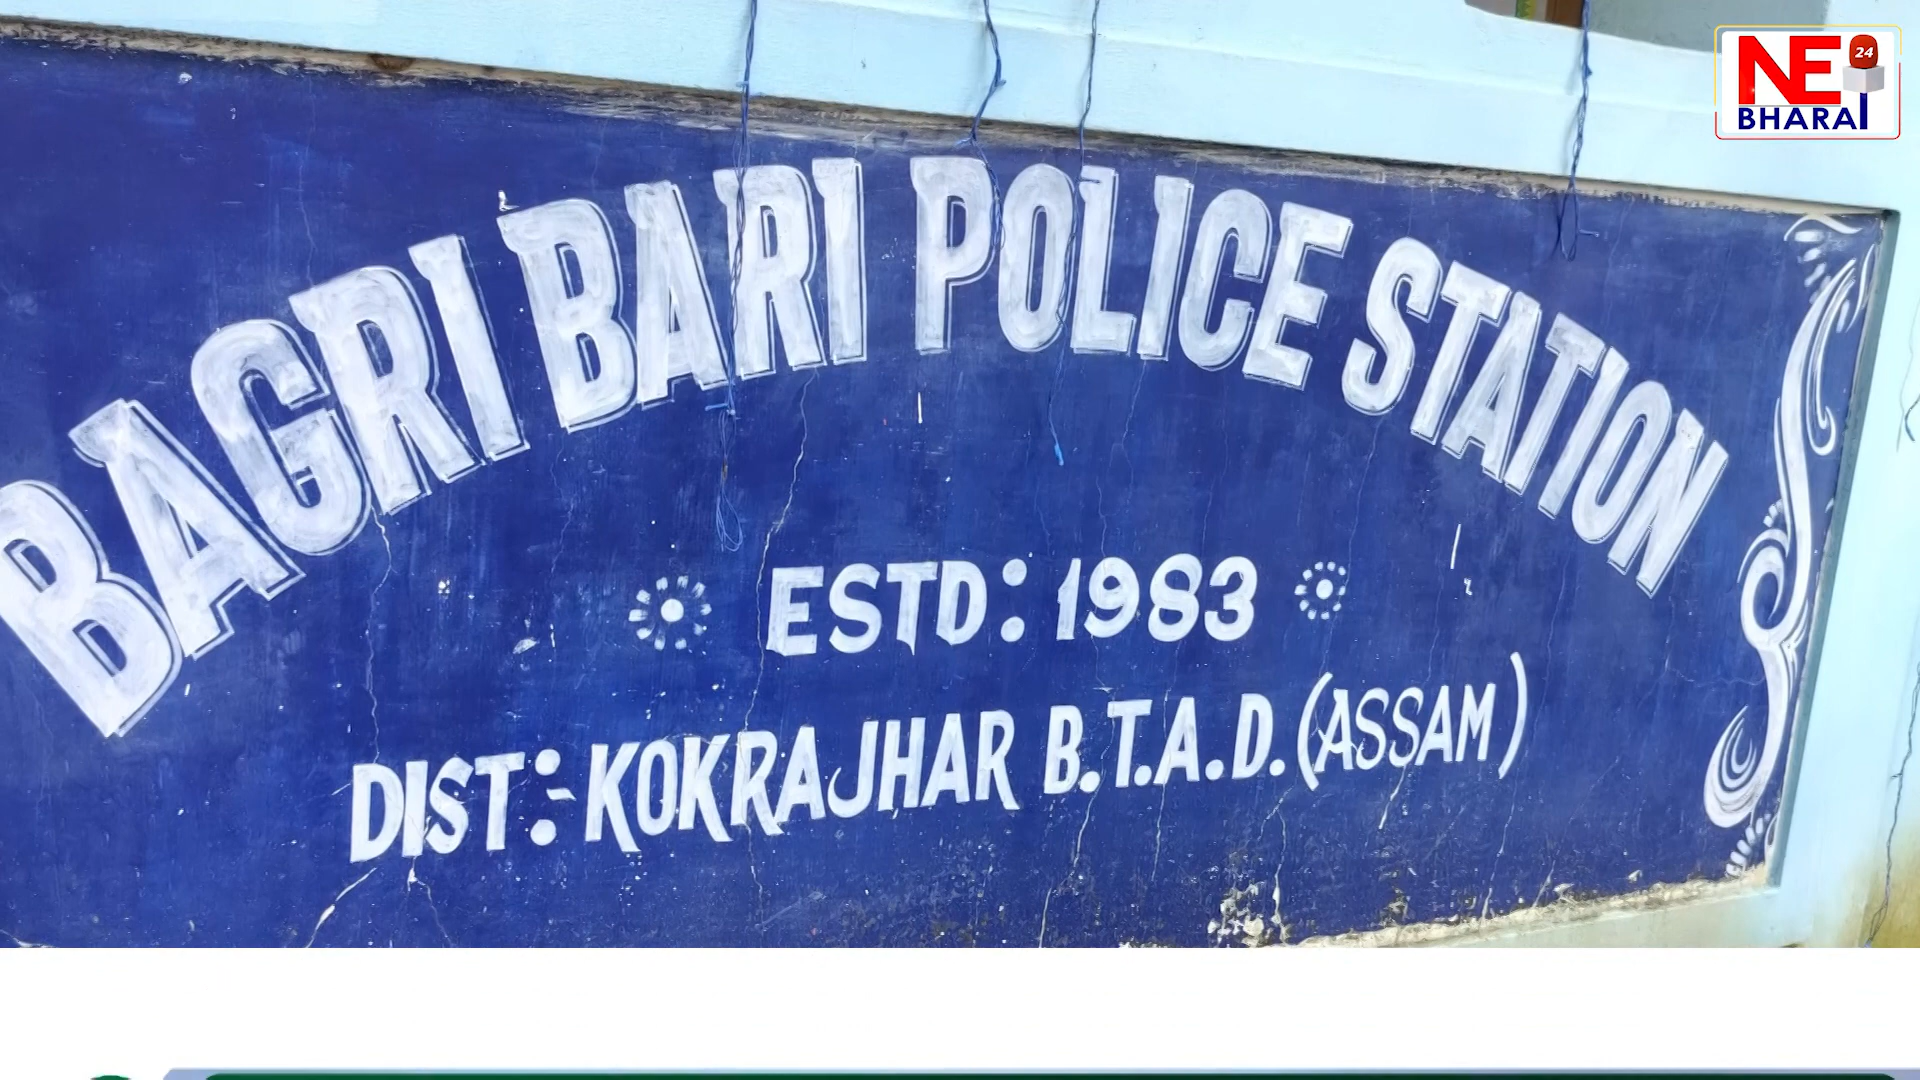 NE 24
BHARAT
BAGRI BARI POLICE STATION
ESTD: 1983
DIST:- KOKRAJHAR B.T.A.D. (ASSAM)